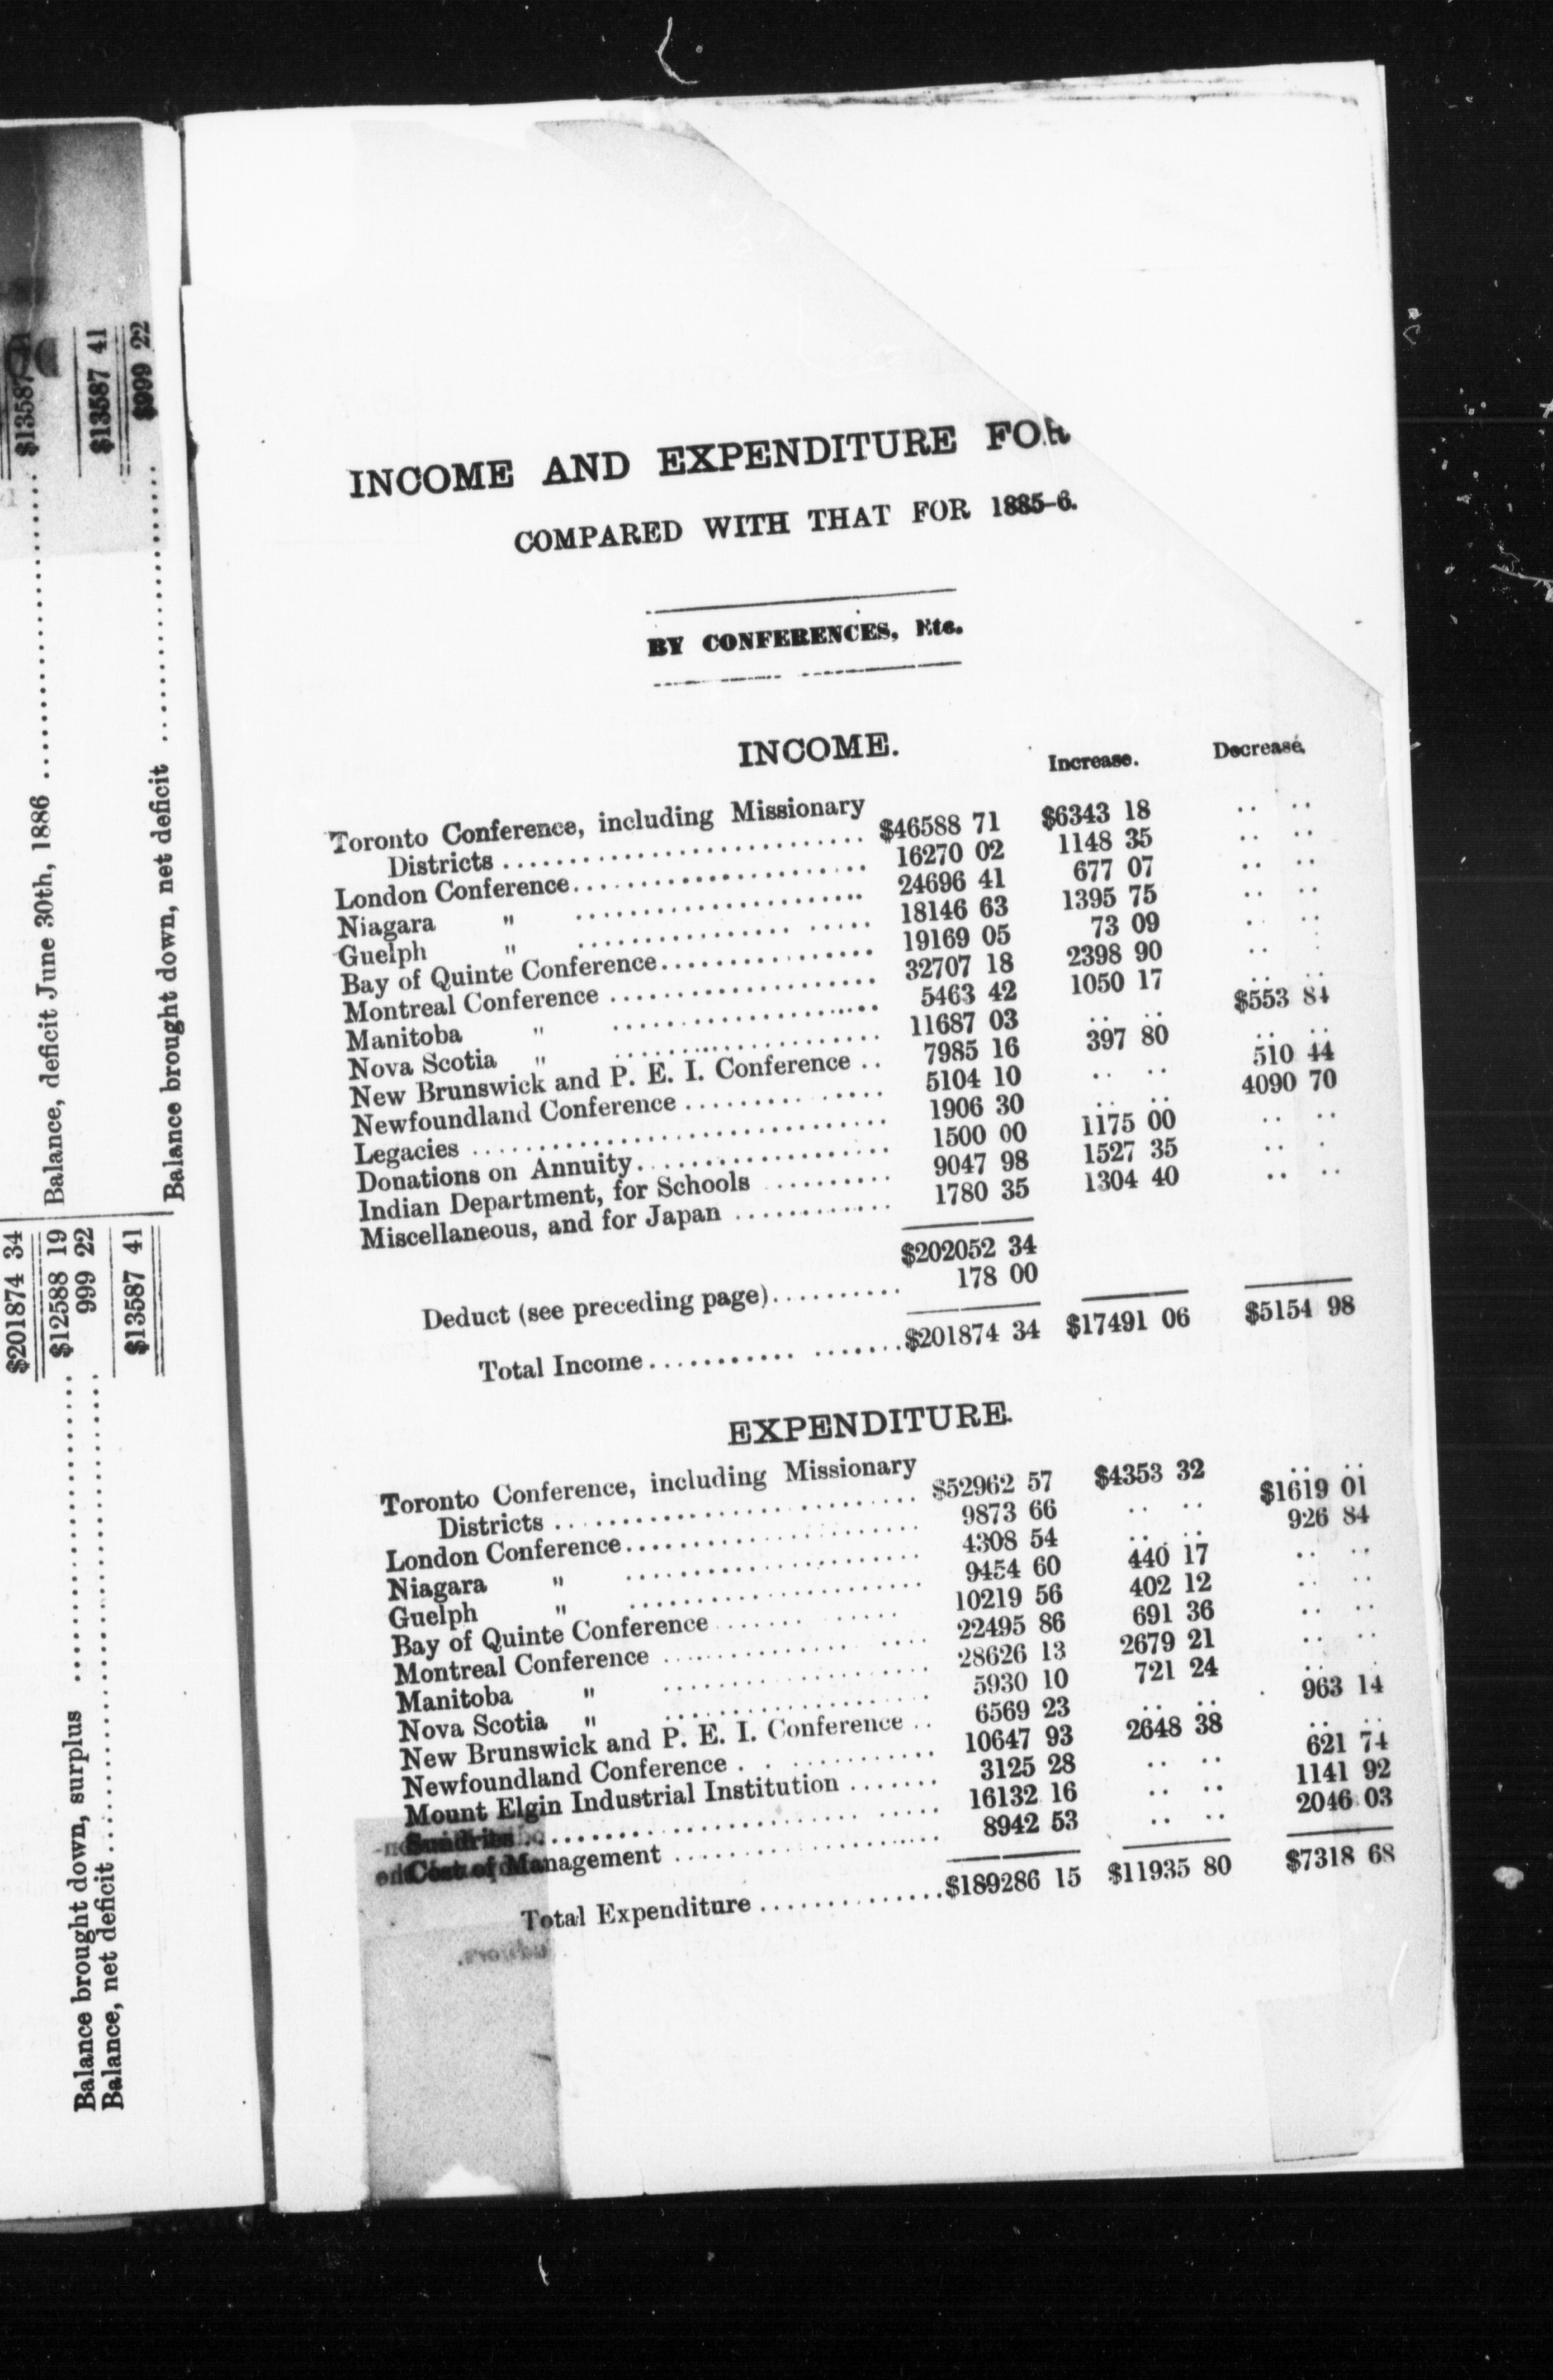 $13587 41
$13587 41
$999 22
Balance, deficit June 30th, 1886
Balance brought down, net deficit
$201874 34
$12588 19
999 22
$13587 41
Balance brought down, surplus
Balance, net deficit
INCOME AND EXPENDITURE FOR
COMPARED WITH THAT FOR 1885-6.
BY CONFERENCES, Etc.
INCOME.
Increase. Decrease.
Toronto Conference, including Missionary
Districts .......... $46588 71 $6343 18 .. ..
London Conference .......... 16270 02 1148 35 .. ..
Niagara " .......... 24696 41 677 07 .. ..
Guelph " .......... 18146 63 1395 75 .. ..
Bay of Quinte Conference .......... 19169 05 73 09 .. ..
Montreal Conference .......... 32707 18 2398 90 .. ..
Manitoba " .......... 5463 42 1050 17 .. ..
Nova Scotia " .......... 11687 03 .. .. $553 84
New Brunswick and P. E. I. Conference .. 7985 16 397 80 .. ..
Newfoundland Conference .......... 5104 10 .. .. 510 44
Legacies .......... 1906 30 .. .. 4090 70
Donations on Annuity .......... 1500 00 1175 00 .. ..
Indian Department, for Schools .......... 9047 98 1527 35 .. ..
Miscellaneous, and for Japan .......... 1780 35 1304 40 .. ..
$202052 34
Deduct (see preceding page) .......... 178 00
Total Income .......... $201874 34 $17491 06 $5154 98
EXPENDITURE.
Toronto Conference, including Missionary
Districts .......... $52962 57 $4353 32 .. ..
London Conference .......... 9873 66 .. .. $1619 01
Niagara " .......... 4308 54 .. .. 926 84
Guelph " .......... 9454 60 440 17 .. ..
Bay of Quinte Conference .......... 10219 56 402 12 .. ..
Montreal Conference .......... 22495 86 691 36 .. ..
Manitoba " .......... 28626 13 2679 21 .. ..
Nova Scotia " .......... 5930 10 721 24 .. ..
New Brunswick and P. E. I. Conference .. 6569 23 .. .. 963 14
Newfoundland Conference .......... 10647 93 2648 38 .. ..
Mount Elgin Industrial Institution .......... 3125 28 .. .. 621 74
Sundries .......... 16132 16 .. .. 1141 92
Cost of Management .......... 8942 53 .. .. 2046 03
Total Expenditure .......... $189286 15 $11935 80 $7318 68